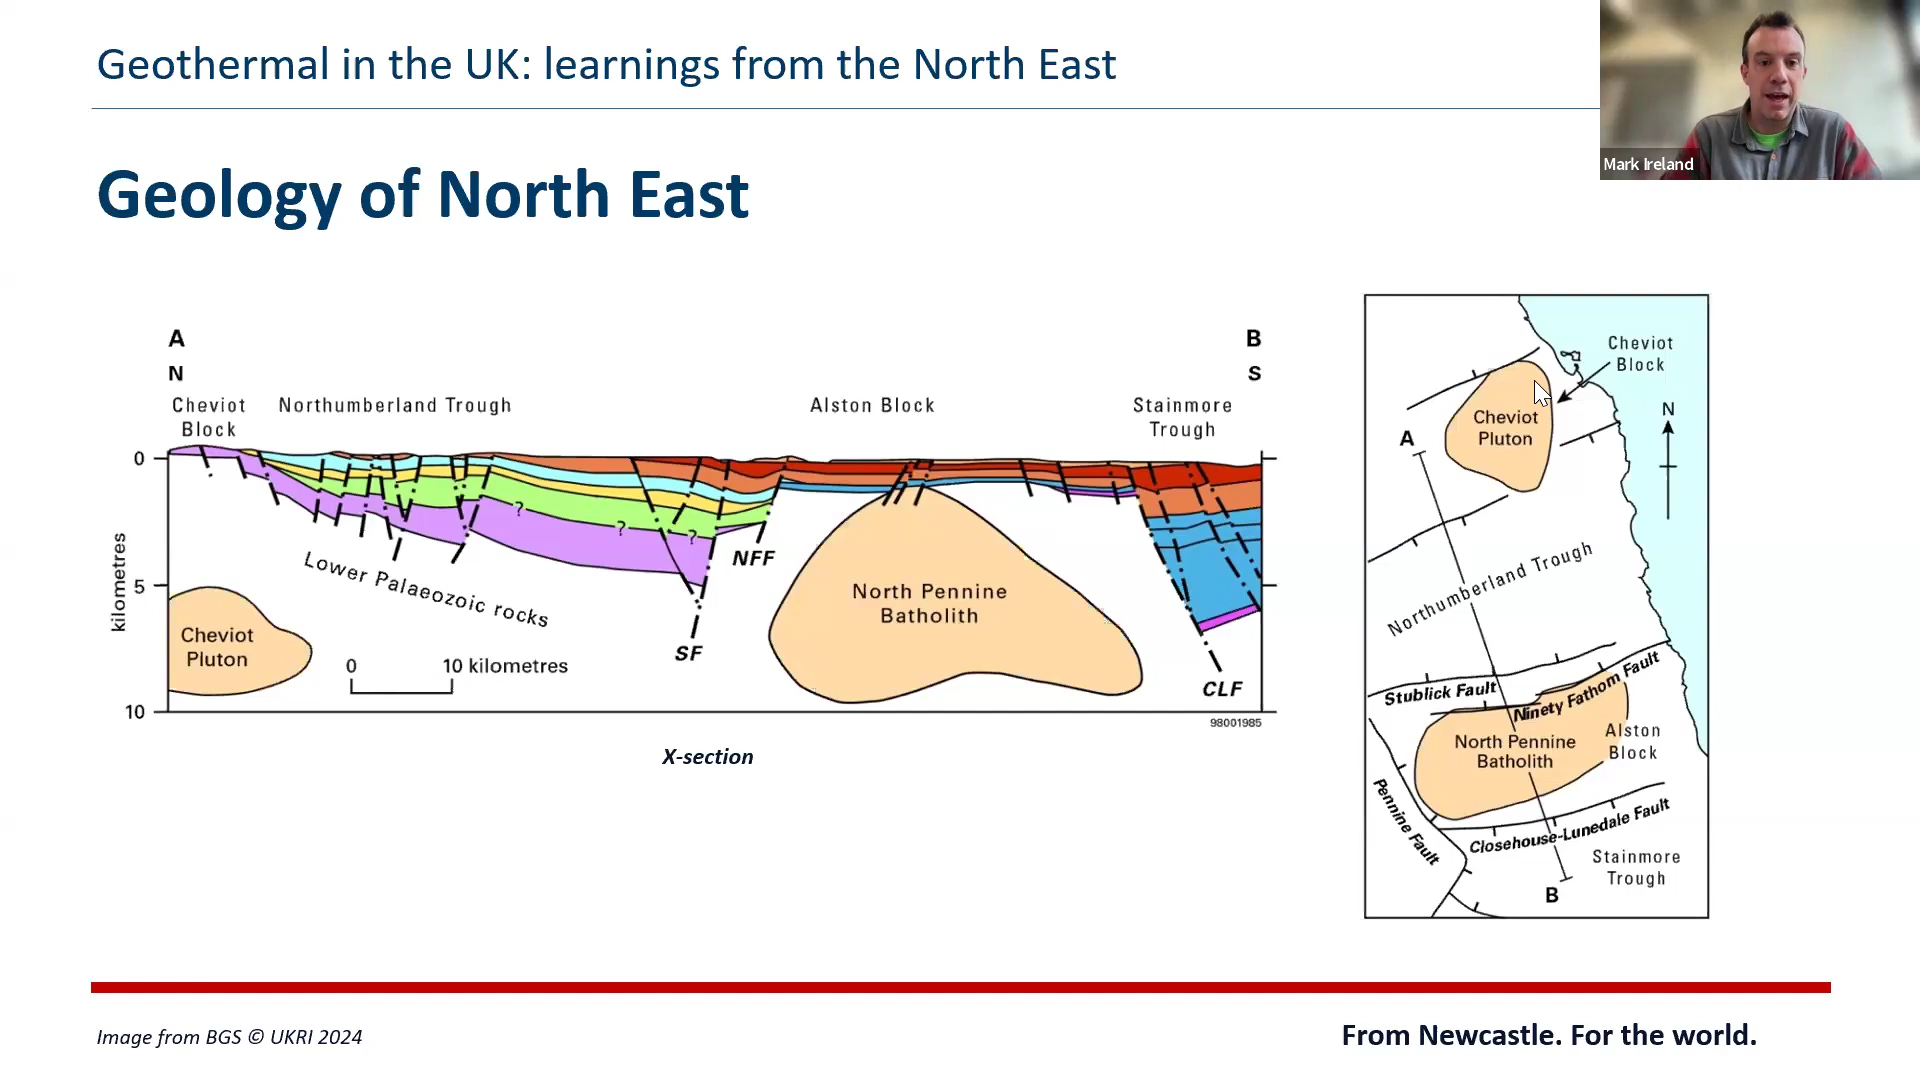 Geothermal in the UK: learnings from the North East
Mark Ireland
Geology of North East
A
N
B
S
Cheviot
Block
Northumberland Trough
Alston Block
Stainmore
Trough
0
5
10
kilometres
?
?
?
Lower Palaeozoic rocks
NFF
SF
CLF
North Pennine
Batholith
Cheviot
Pluton
0
10 kilometres
98001985
X-section
Cheviot
Block
N
Cheviot
Pluton
A
Northumberland Trough
Stublick Fault
Ninety Fathom Fault
North Pennine
Batholith
Alston
Block
Pennine Fault
Closehouse-Lunedale Fault
Stainmore
Trough
B
Image from BGS © UKRI 2024
From Newcastle. For the world.